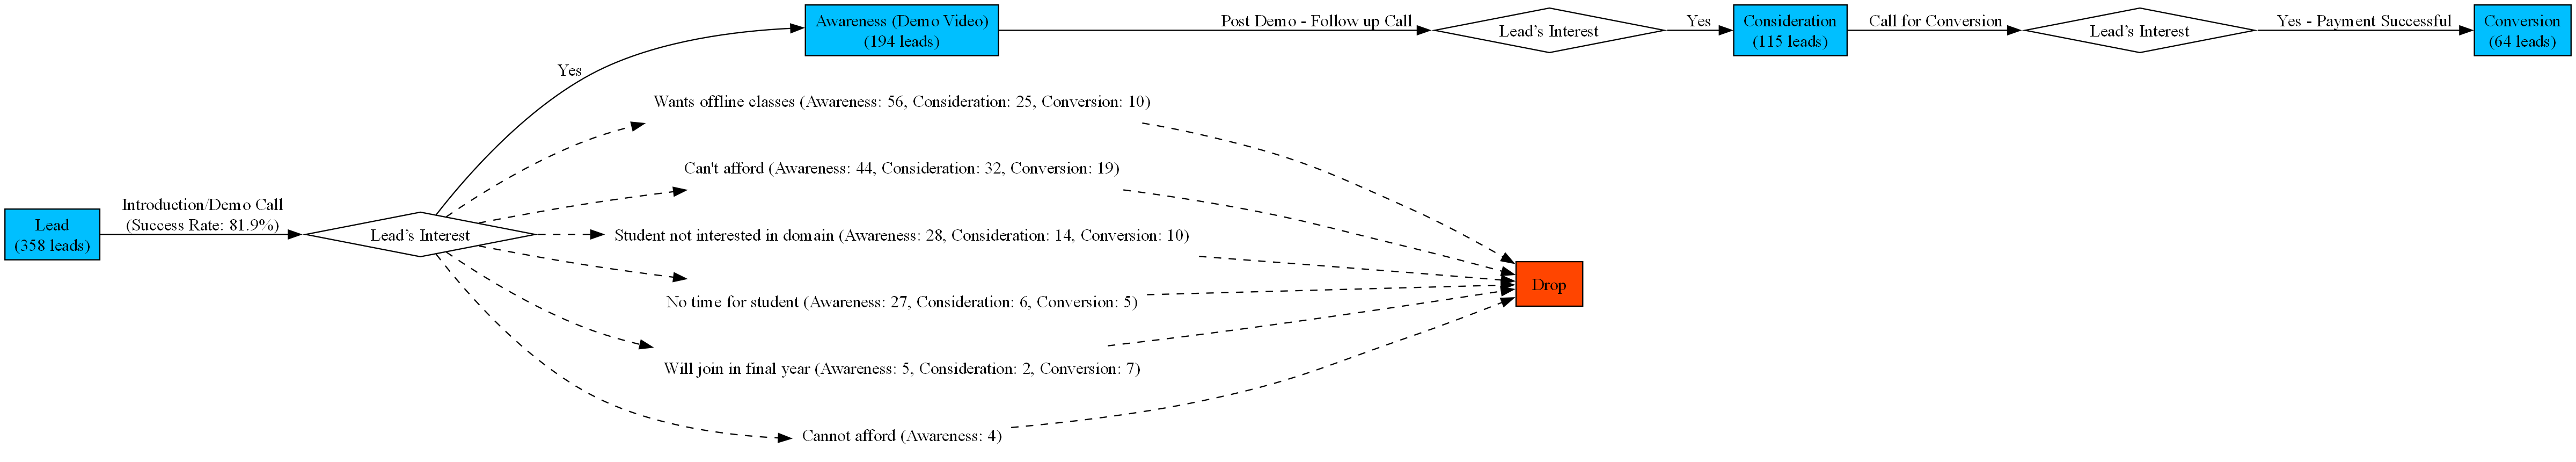 Awareness (Demo Video)
(194 leads)
Post Demo - Follow up Call
Lead's Interest
Yes
Consideration
(115 leads)
Call for Conversion
Lead's Interest
Yes - Payment Successful
Conversion
(64 leads)
Yes
Wants offline classes (Awareness: 56, Consideration: 25, Conversion: 10)
Can't afford (Awareness: 44, Consideration: 32, Conversion: 19)
Lead
(358 leads)
Introduction/Demo Call
(Success Rate: 81.9%)
Lead's Interest
Student not interested in domain (Awareness: 28, Consideration: 14, Conversion: 10)
Drop
No time for student (Awareness: 27, Consideration: 6, Conversion: 5)
Will join in final year (Awareness: 5, Consideration: 2, Conversion: 7)
Cannot afford (Awareness: 4)